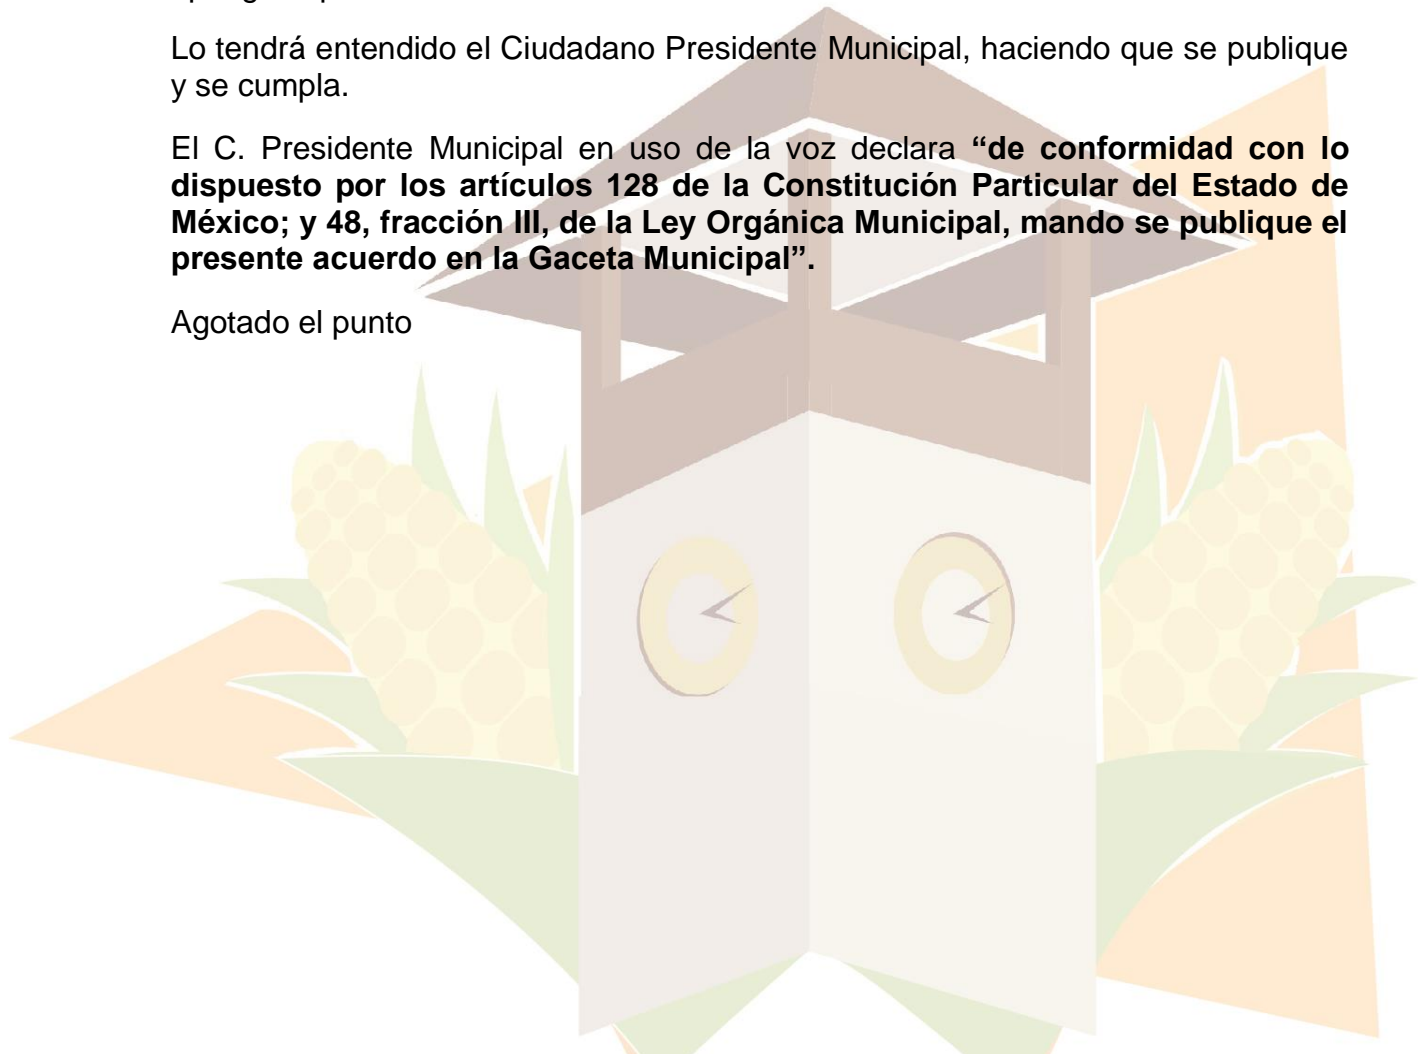 Lo tendrá entendido el Ciudadano Presidente Municipal, haciendo que se publique
y se cumpla.
El C. Presidente Municipal en uso de la voz declara “de conformidad con lo
dispuesto por los artículos 128 de la Constitución Particular del Estado de
México; y 48, fracción III, de la Ley Orgánica Municipal, mando se publique el
presente acuerdo en la Gaceta Municipal”.
Agotado el punto